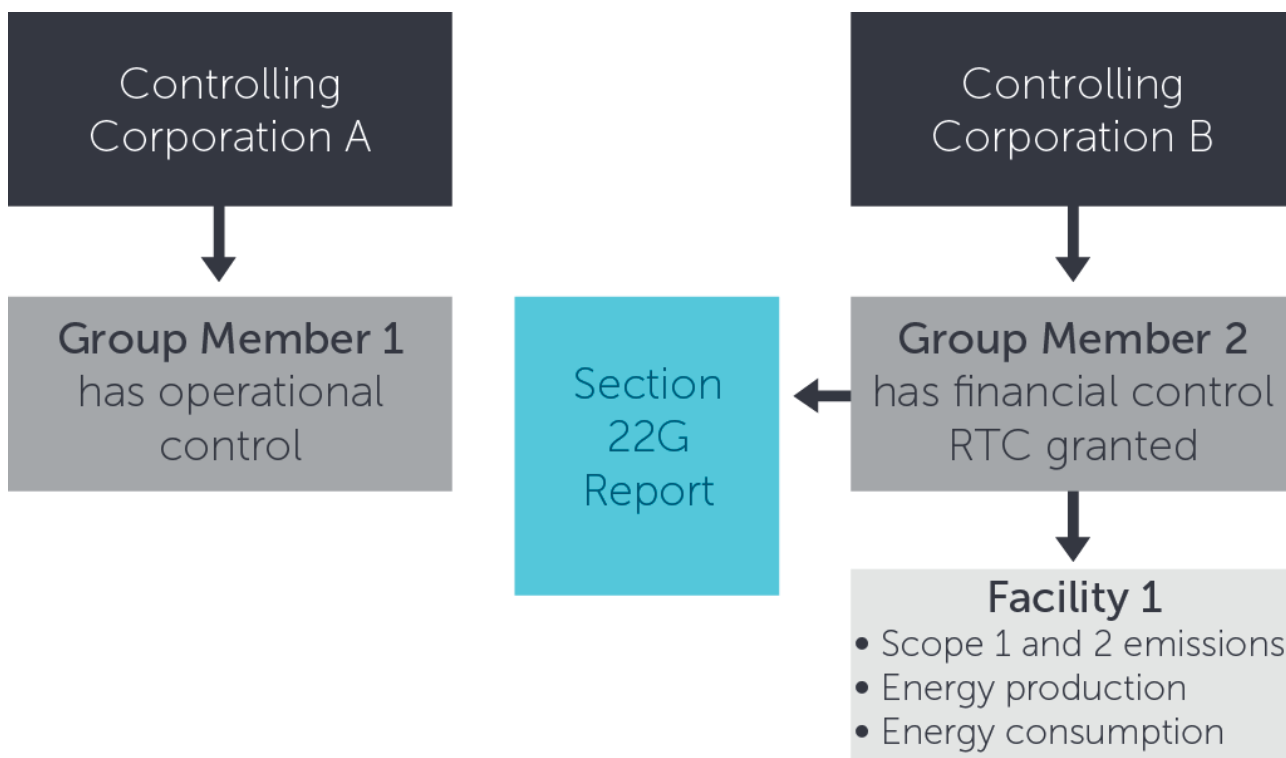 Controlling
Corporation A
Controlling
Corporation B
Group Member 1
has operational
control
Section
22G
Report
Group Member 2
has financial control
RTC granted
Facility 1
• Scope 1 and 2 emissions
• Energy production
• Energy consumption